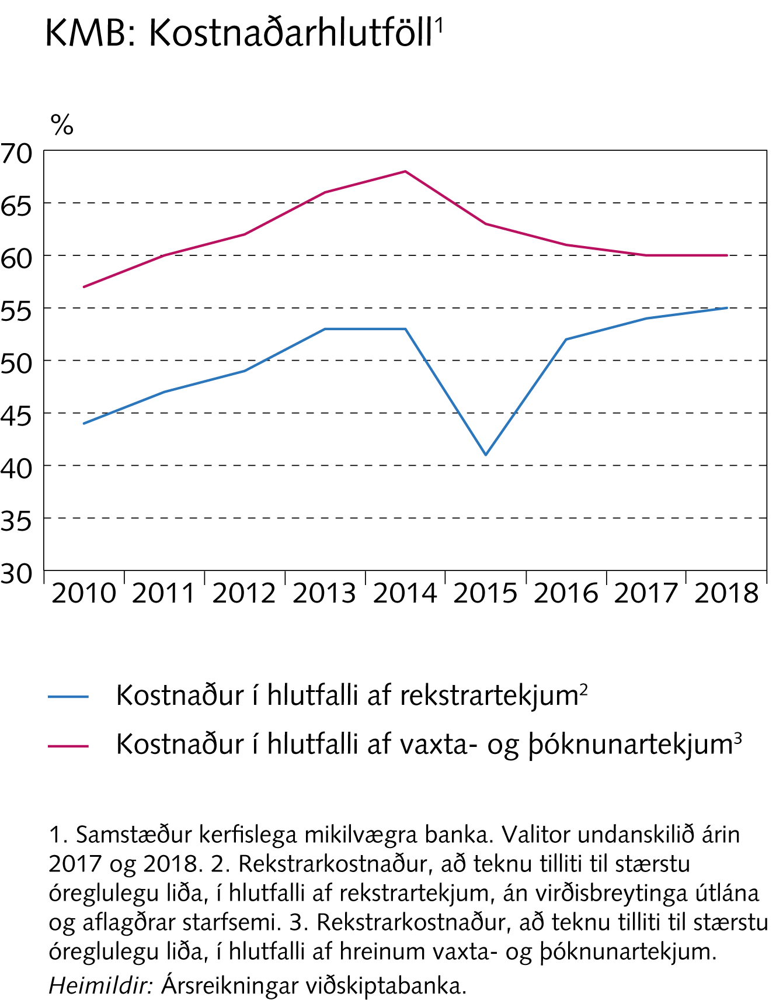 KMB: Kostnaðarhlutföll¹
%
70
65
60
55
50
45
40
35
30
2010 2011 2012 2013 2014 2015 2016 2017 2018
Kostnaður í hlutfalli af rekstrartekjum²
Kostnaður í hlutfalli af vaxta- og þóknunartekjum³
1. Samstæður kerfislega mikilvægra banka. Valitor undanskilið árin
2017 og 2018. 2. Rekstrarkostnaður, að teknu tilliti til stærstu
óreglulegu liða, í hlutfalli af rekstrartekjum, án virðisbreytinga útlána
og aflagðrar starfsemi. 3. Rekstrarkostnaður, að teknu tilliti til stærstu
óreglulegu liða, í hlutfalli af hreinum vaxta- og þóknunartekjum.
Heimildir: Ársreikningar viðskiptabanka.